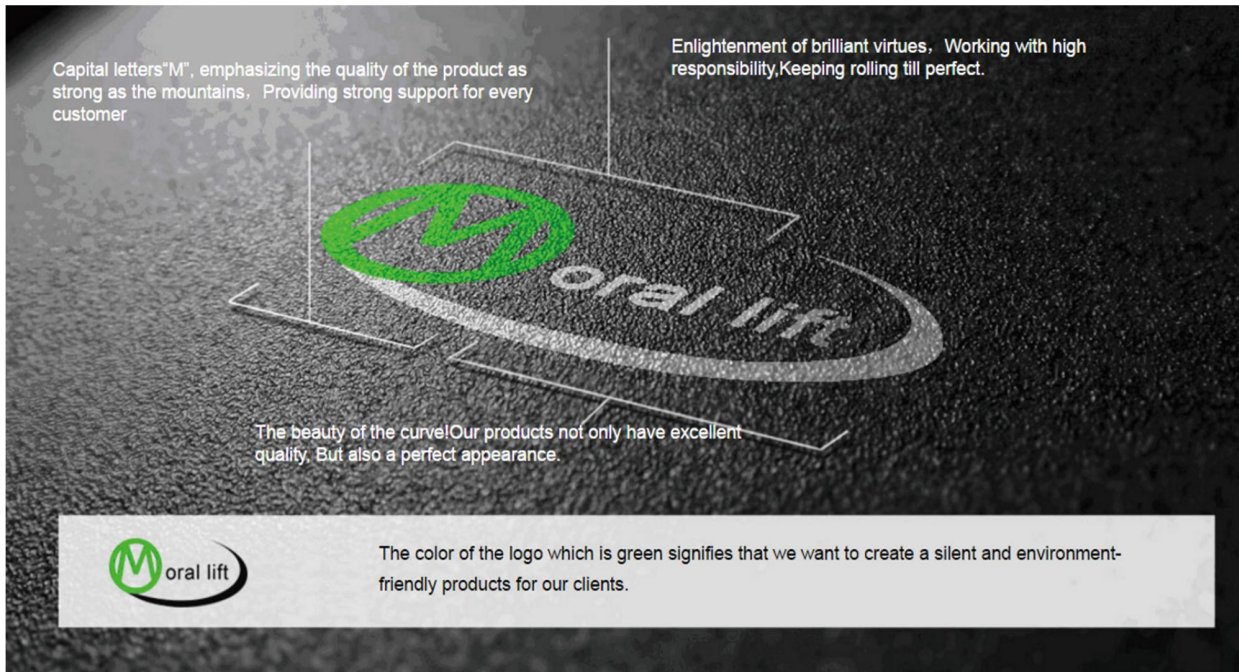 Capital letters“M”, emphasizing the quality of the product as
strong as the mountains，Providing strong support for every
customer
Enlightenment of brilliant virtues，Working with high
responsibility,Keeping rolling till perfect.
M
oral lift
The beauty of the curve!Our products not only have excellent
quality, But also a perfect appearance.
M oral lift
The color of the logo which is green signifies that we want to create a silent and environment-
friendly products for our clients.